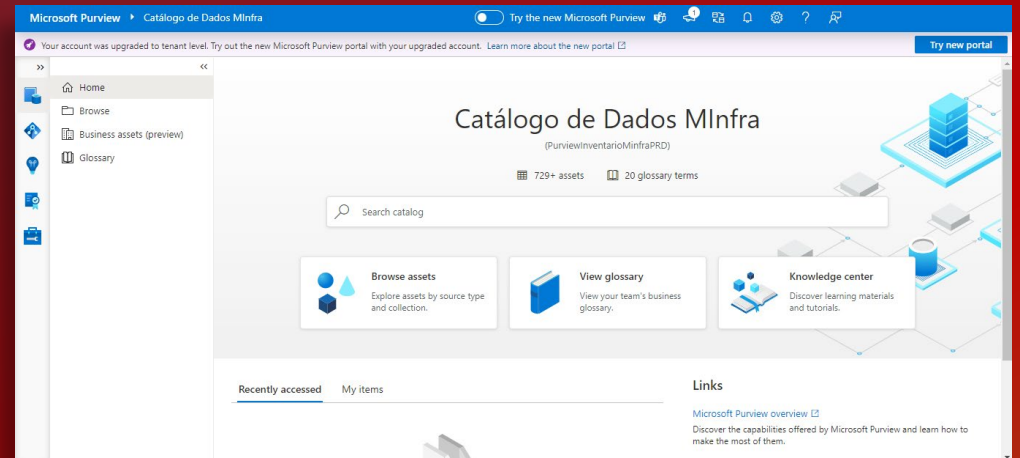 Microsoft Purview
Catálogo de Dados MInfra
Try the new Microsoft Purview
1
Your account was upgraded to tenant level. Try out the new Microsoft Purview portal with your upgraded account. Learn more about the new portal
Try new portal
Home
Browse
Business assets (preview)
Glossary
Catálogo de Dados MInfra
(PurviewInventarioMinfraPRD)
729+ assets
20 glossary terms
Search catalog
Browse assets
Explore assets by source type
and collection.
View glossary
View your team's business
glossary.
Knowledge center
Discover learning materials
and tutorials.
Recently accessed
My items
Links
Microsoft Purview overview
Discover the capabilities offered by Microsoft Purview and learn how to
make the most of them.